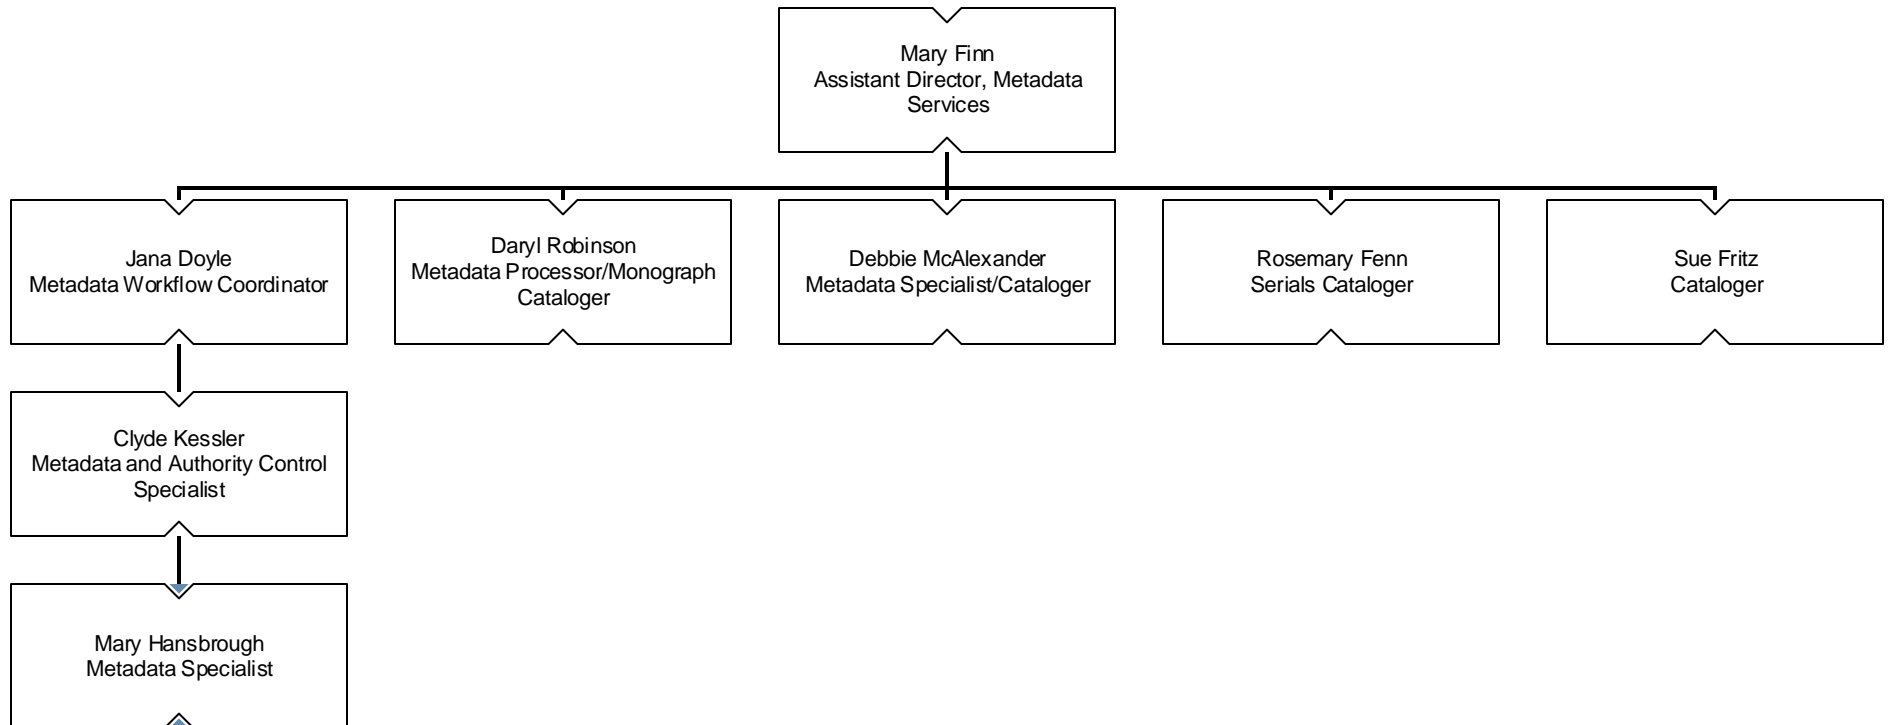 Mary Finn
Assistant Director, Metadata
Services
Jana Doyle
Metadata Workflow Coordinator
Daryl Robinson
Metadata Processor/Monograph
Cataloger
Debbie McAlexander
Metadata Specialist/Cataloger
Rosemary Fenn
Serials Cataloger
Sue Fritz
Cataloger
Clyde Kessler
Metadata and Authority Control
Specialist
Mary Hansbrough
Metadata Specialist